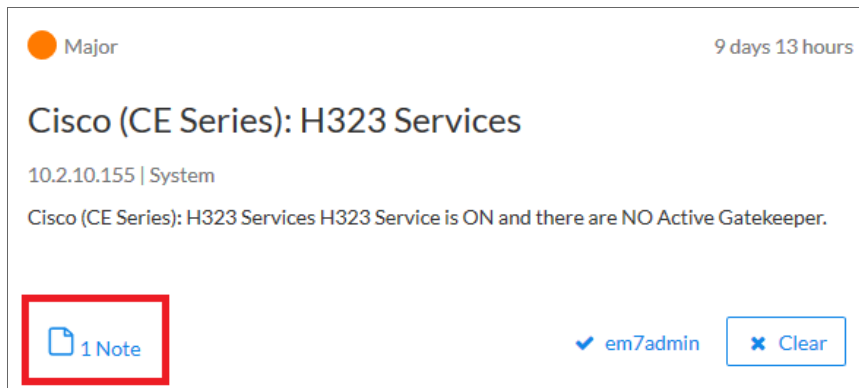 Major 9 days 13 hours
Cisco (CE Series): H323 Services
10.2.10.155 | System
Cisco (CE Series): H323 Services H323 Service is ON and there are NO Active Gatekeeper.
1 Note em7admin Clear